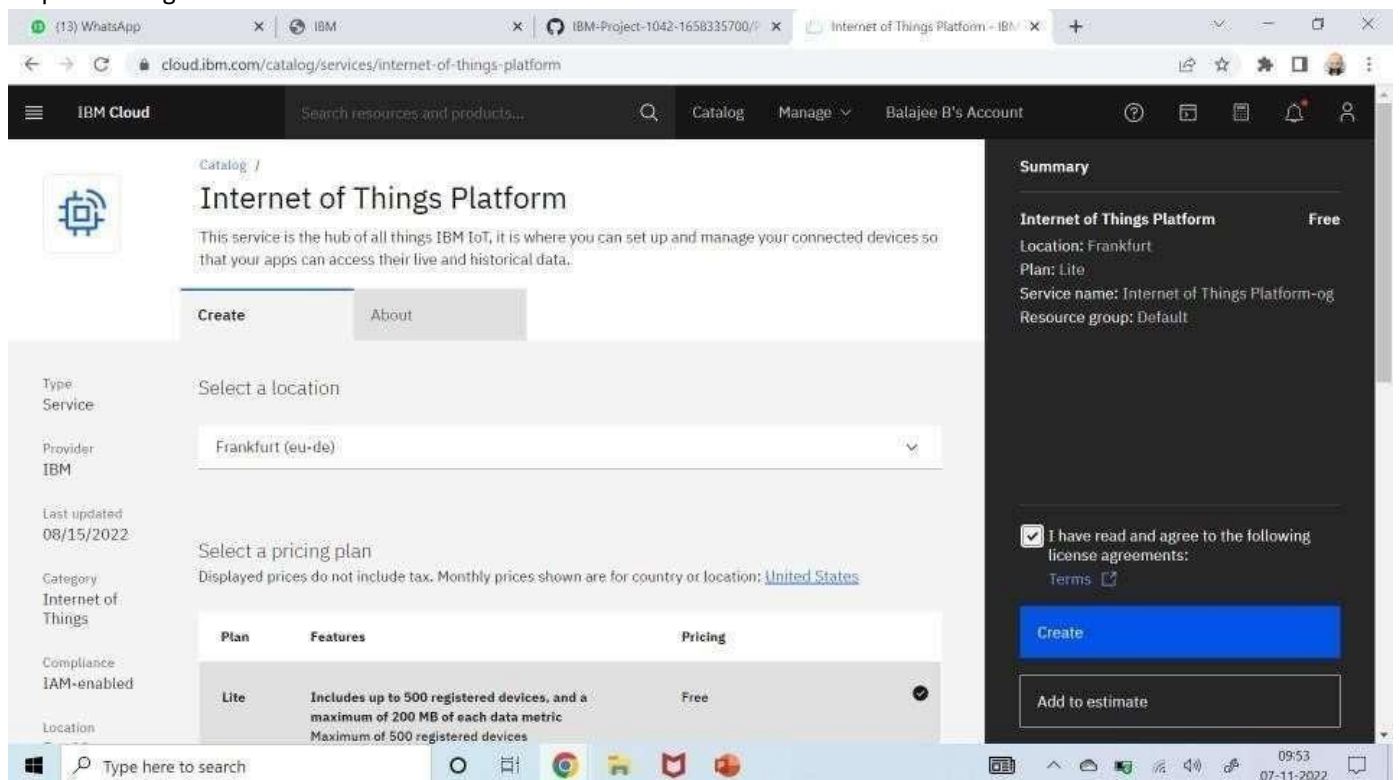 (13) WhatsApp
IBM
IBM-Project-1042-1658335700/
Internet of Things Platform - IBM
cloud.ibm.com/catalog/services/internet-of-things-platform
IBM Cloud
Search resources and products...
Catalog
Manage
Balajee B's Account
Catalog /
Internet of Things Platform
This service is the hub of all things IBM IoT, it is where you can set up and manage your connected devices so
that your apps can access their live and historical data.
Create
About
Type
Service
Provider
IBM
Last updated
08/15/2022
Category
Internet of
Things
Compliance
IAM-enabled
Location
Select a location
Frankfurt (eu-de)
Select a pricing plan
Displayed prices do not include tax. Monthly prices shown are for country or location: United States
Plan Features Pricing
Lite Includes up to 500 registered devices, and a Free
maximum of 200 MB of each data metric
Maximum of 500 registered devices
Summary
Internet of Things Platform Free
Location: Frankfurt
Plan: Lite
Service name: Internet of Things Platform-og
Resource group: Default
I have read and agree to the following
license agreements:
Terms
Create
Add to estimate
Type here to search
09:53
07-11-2022